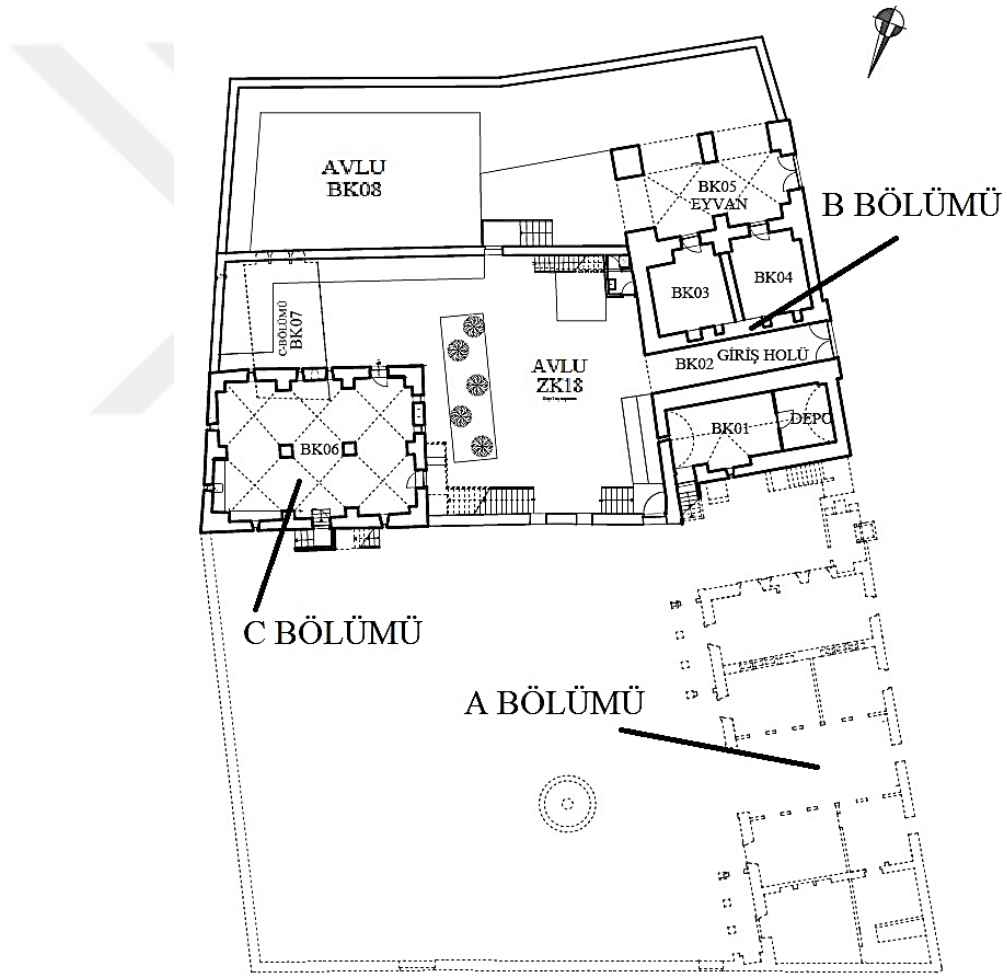 AVLU
BK08
BK05
EYVAN
B BÖLÜMÜ
BK03
BK04
C-BÖLÜMÜ
BK07
AVLU
ZK18
BK02
GİRİŞ HOLÜ
BK01
DEPO
BK06
C BÖLÜMÜ
A BÖLÜMÜ